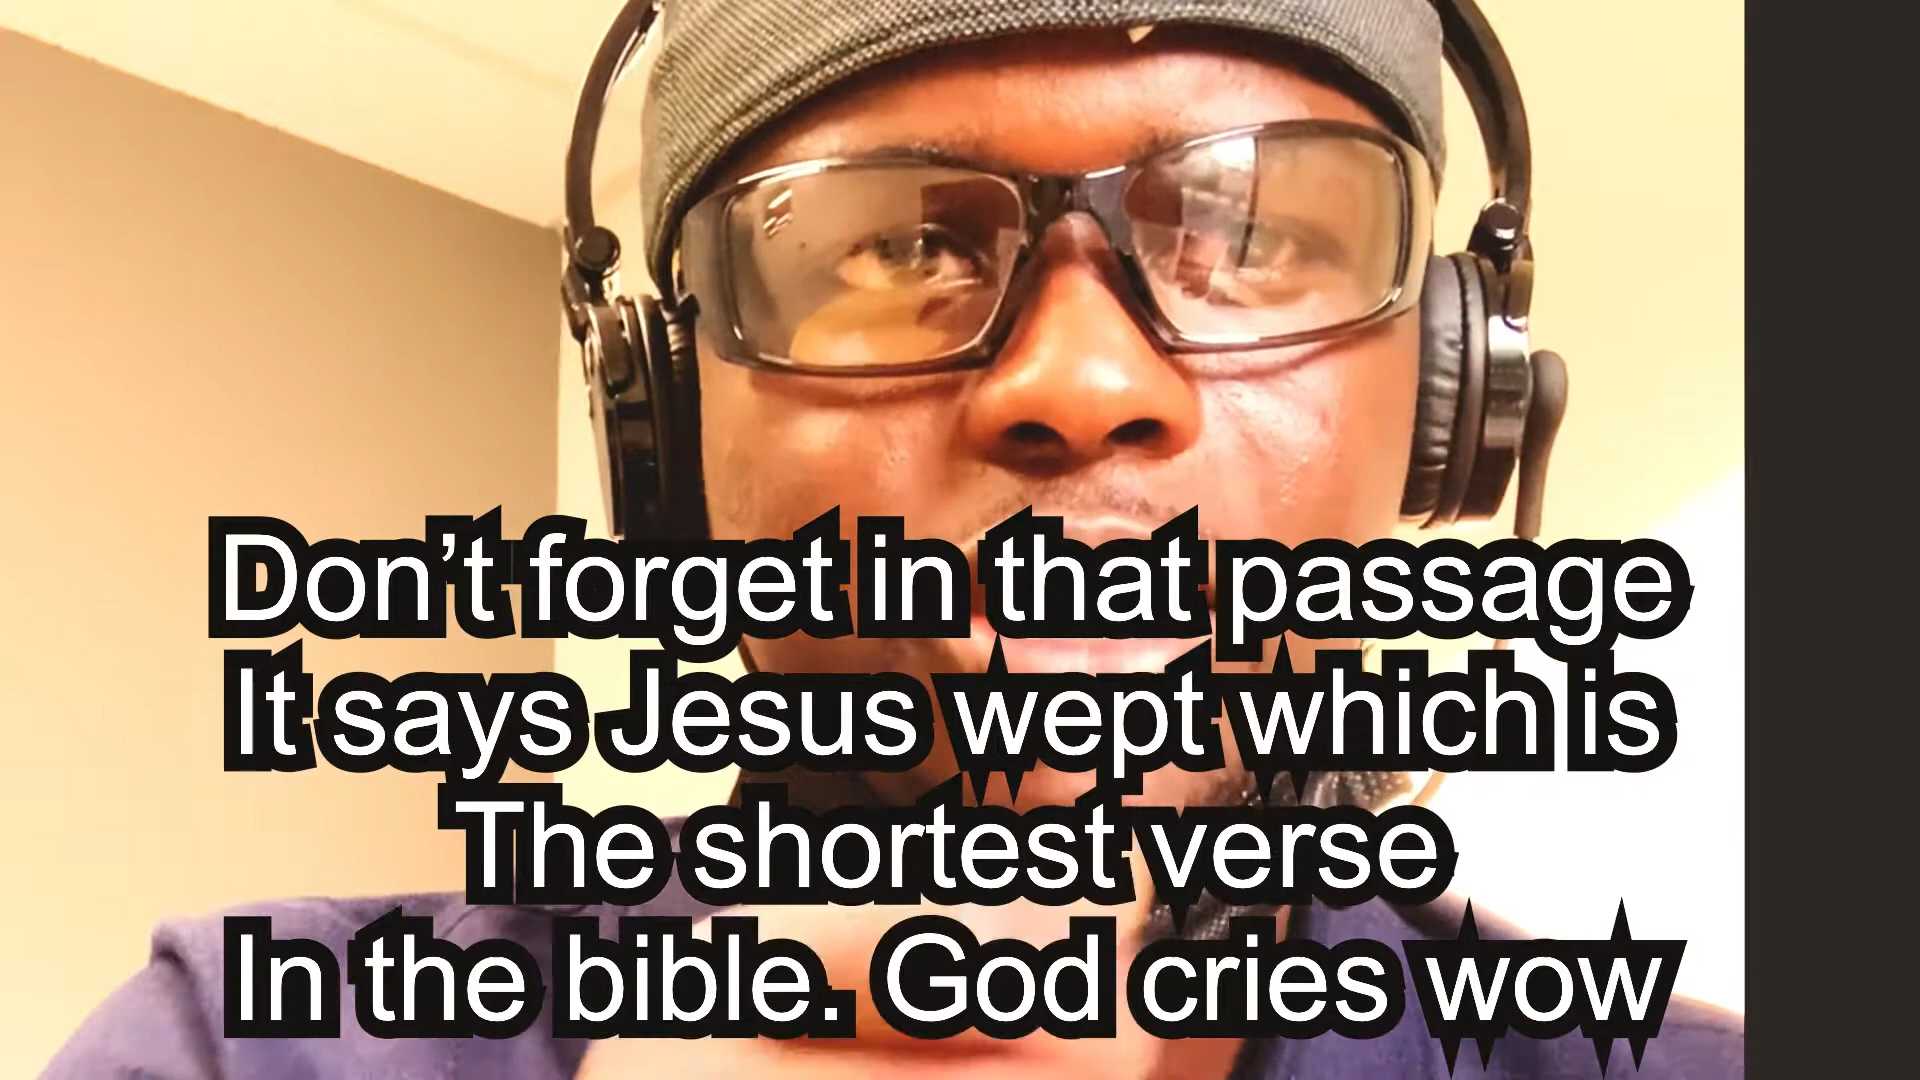 Don’t forget in that passage
It says Jesus wept which is
The shortest verse
In the bible. God cries wow